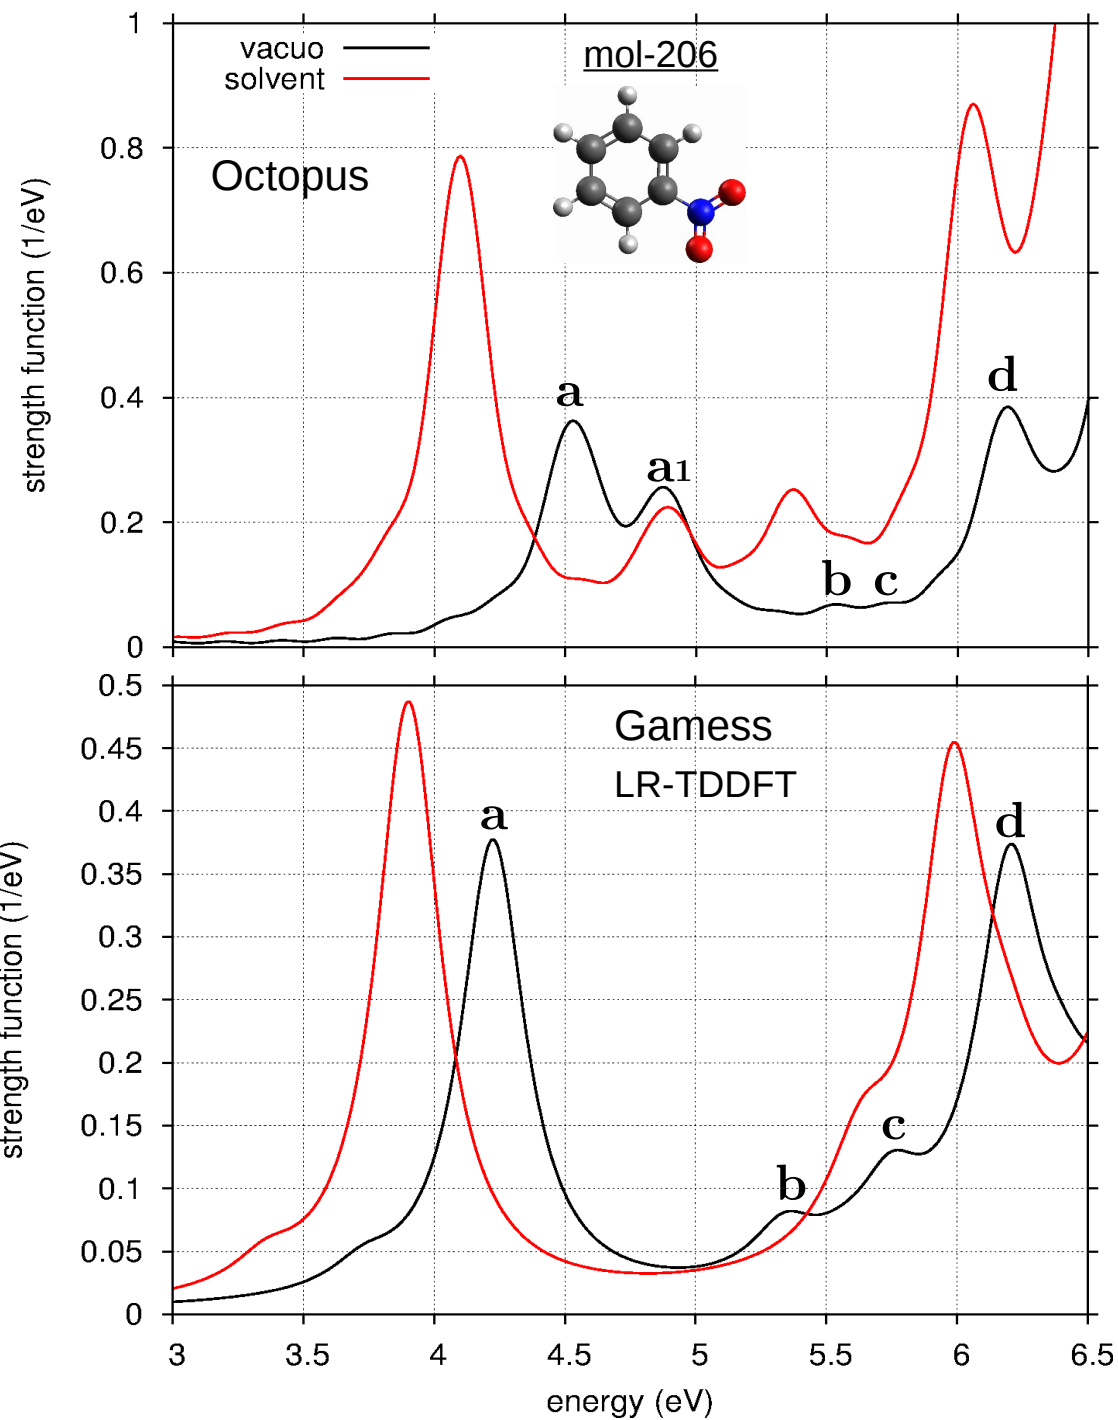 1
vacuo
solvent
mol-206
0.8
Octopus
strength function (1/eV)
0.6
0.4
a
d
a1
0.2
b
c
0
0.5
Gamess
0.45
LR-TDDFT
0.4
a
d
0.35
strength function (1/eV)
0.3
0.25
0.2
0.15
c
0.1
b
0.05
0
3 3.5 4 4.5 5 5.5 6 6.5
energy (eV)